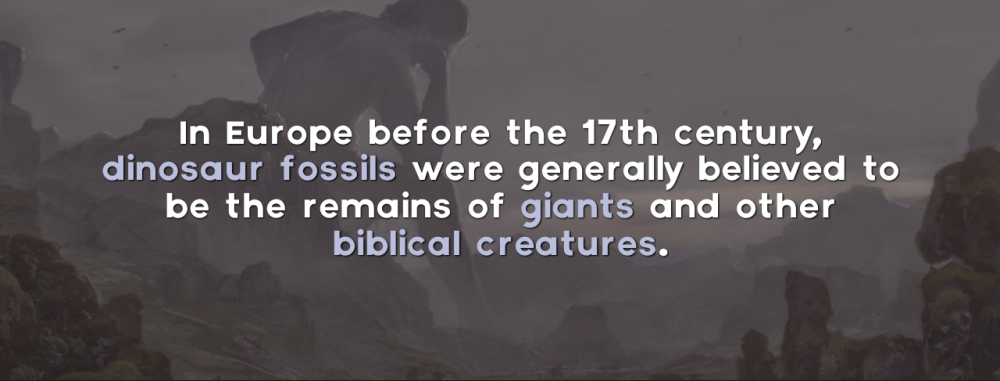 In Europe before the 17th century,
dinosaur fossils were generally believed to
be the remains of giants and other
biblical creatures.